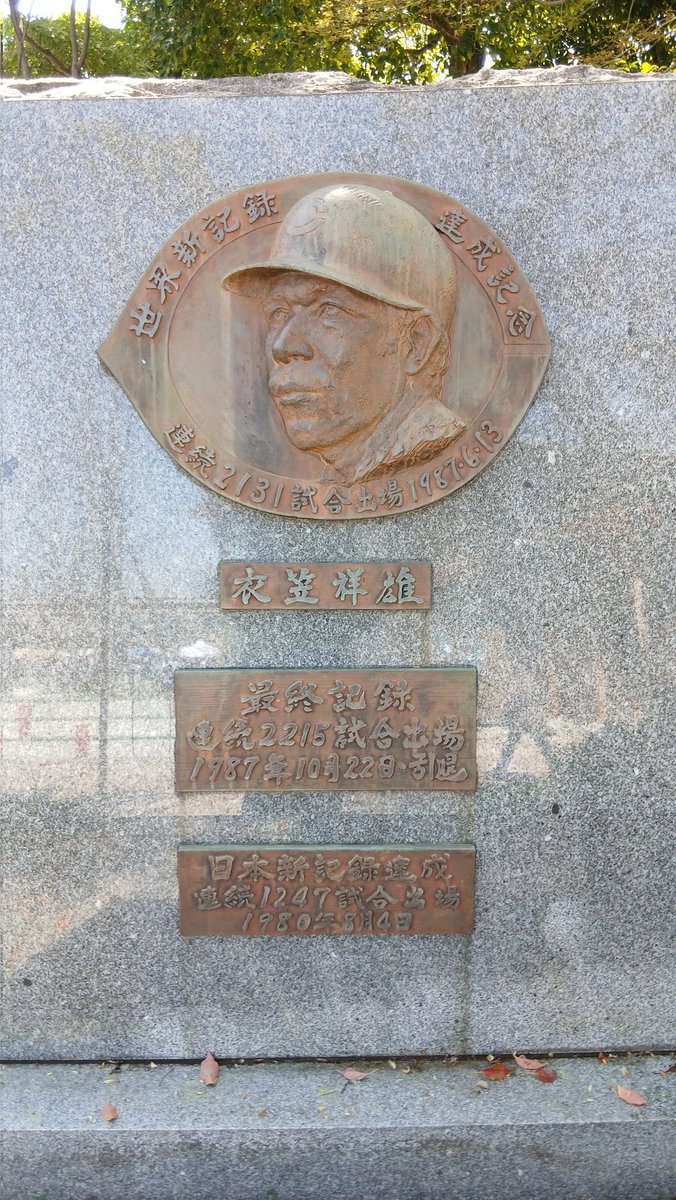 世界新記録 達成記念
連続2131試合出場1987.6.13
衣笠祥雄
最終記録
連続2215試合出場
1987年10月22日・引退
日本新記録達成
連続1247試合出場
1980年8月4日